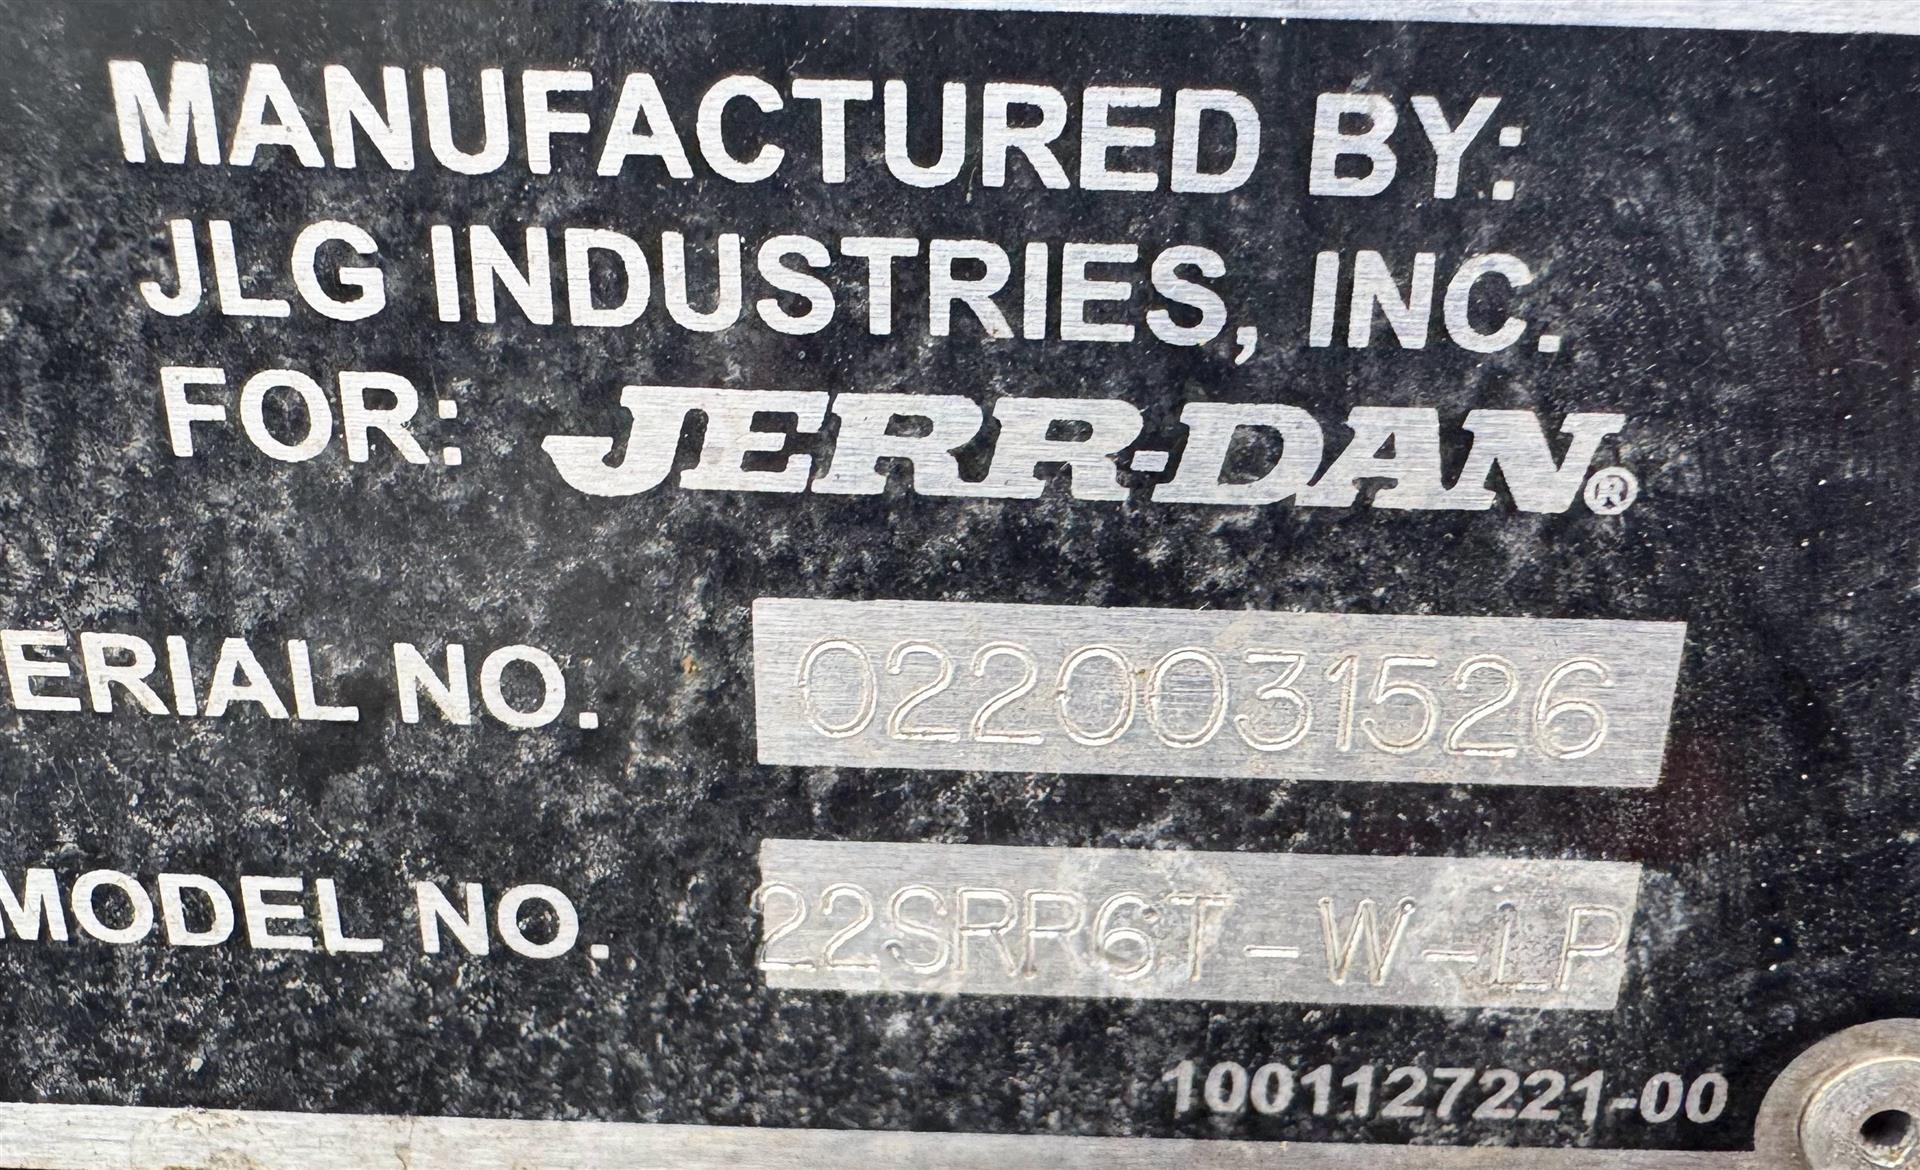 MANUFACTURED BY:
JLG INDUSTRIES, INC.
FOR: JERR-DAN®
ERIAL NO. 0220031526
MODEL NO. 22SRR6T-W-LP
1001127221-00